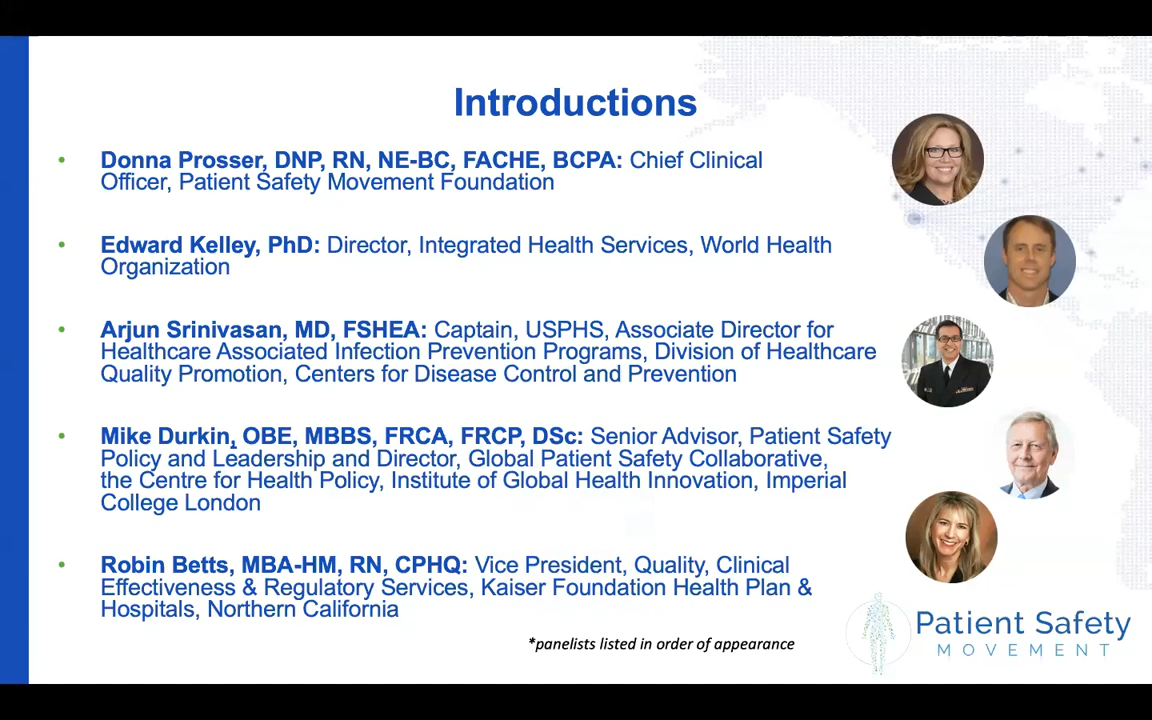 Introductions
• Donna Prosser, DNP, RN, NE-BC, FACHE, BCPA: Chief Clinical
Officer, Patient Safety Movement Foundation
• Edward Kelley, PhD: Director, Integrated Health Services, World Health
Organization
• Arjun Srinivasan, MD, FSHEA: Captain, USPHS, Associate Director for
Healthcare Associated Infection Prevention Programs, Division of Healthcare
Quality Promotion, Centers for Disease Control and Prevention
• Mike Durkin, OBE, MBBS, FRCA, FRCP, DSc: Senior Advisor, Patient Safety
Policy and Leadership and Director, Global Patient Safety Collaborative,
the Centre for Health Policy, Institute of Global Health Innovation, Imperial
College London
• Robin Betts, MBA-HM, RN, CPHQ: Vice President, Quality, Clinical
Effectiveness & Regulatory Services, Kaiser Foundation Health Plan &
Hospitals, Northern California
*panelists listed in order of appearance
Patient Safety
MOVEMENT